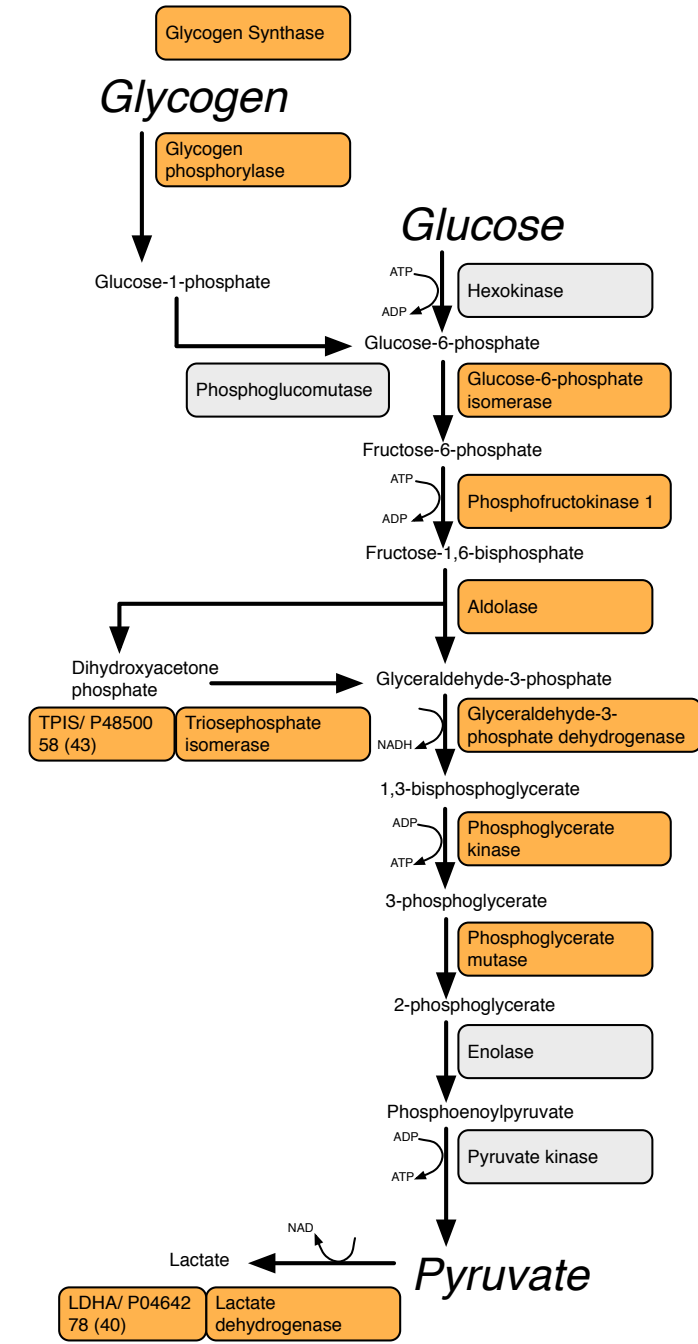 Glycogen Synthase
Glycogen
Glycogen
phosphorylase
Glucose
Glucose-1-phosphate
ATP
Hexokinase
ADP
Glucose-6-phosphate
Phosphoglucomutase
Glucose-6-phosphate
isomerase
Fructose-6-phosphate
ATP
Phosphofructokinase 1
ADP
Fructose-1,6-bisphosphate
Aldolase
Dihydroxyacetone
phosphate
Glyceraldehyde-3-phosphate
TPIS/ P48500
58 (43)
Triosephosphate
isomerase
Glyceraldehyde-3-
phosphate dehydrogenase
NADH
1,3-bisphosphoglycerate
ADP
Phosphoglycerate
kinase
ATP
3-phosphoglycerate
Phosphoglycerate
mutase
2-phosphoglycerate
Enolase
Phosphoenolpyruvate
ADP
Pyruvate kinase
ATP
NAD
Lactate
Pyruvate
LDHA/ P04642
78 (40)
Lactate
dehydrogenase